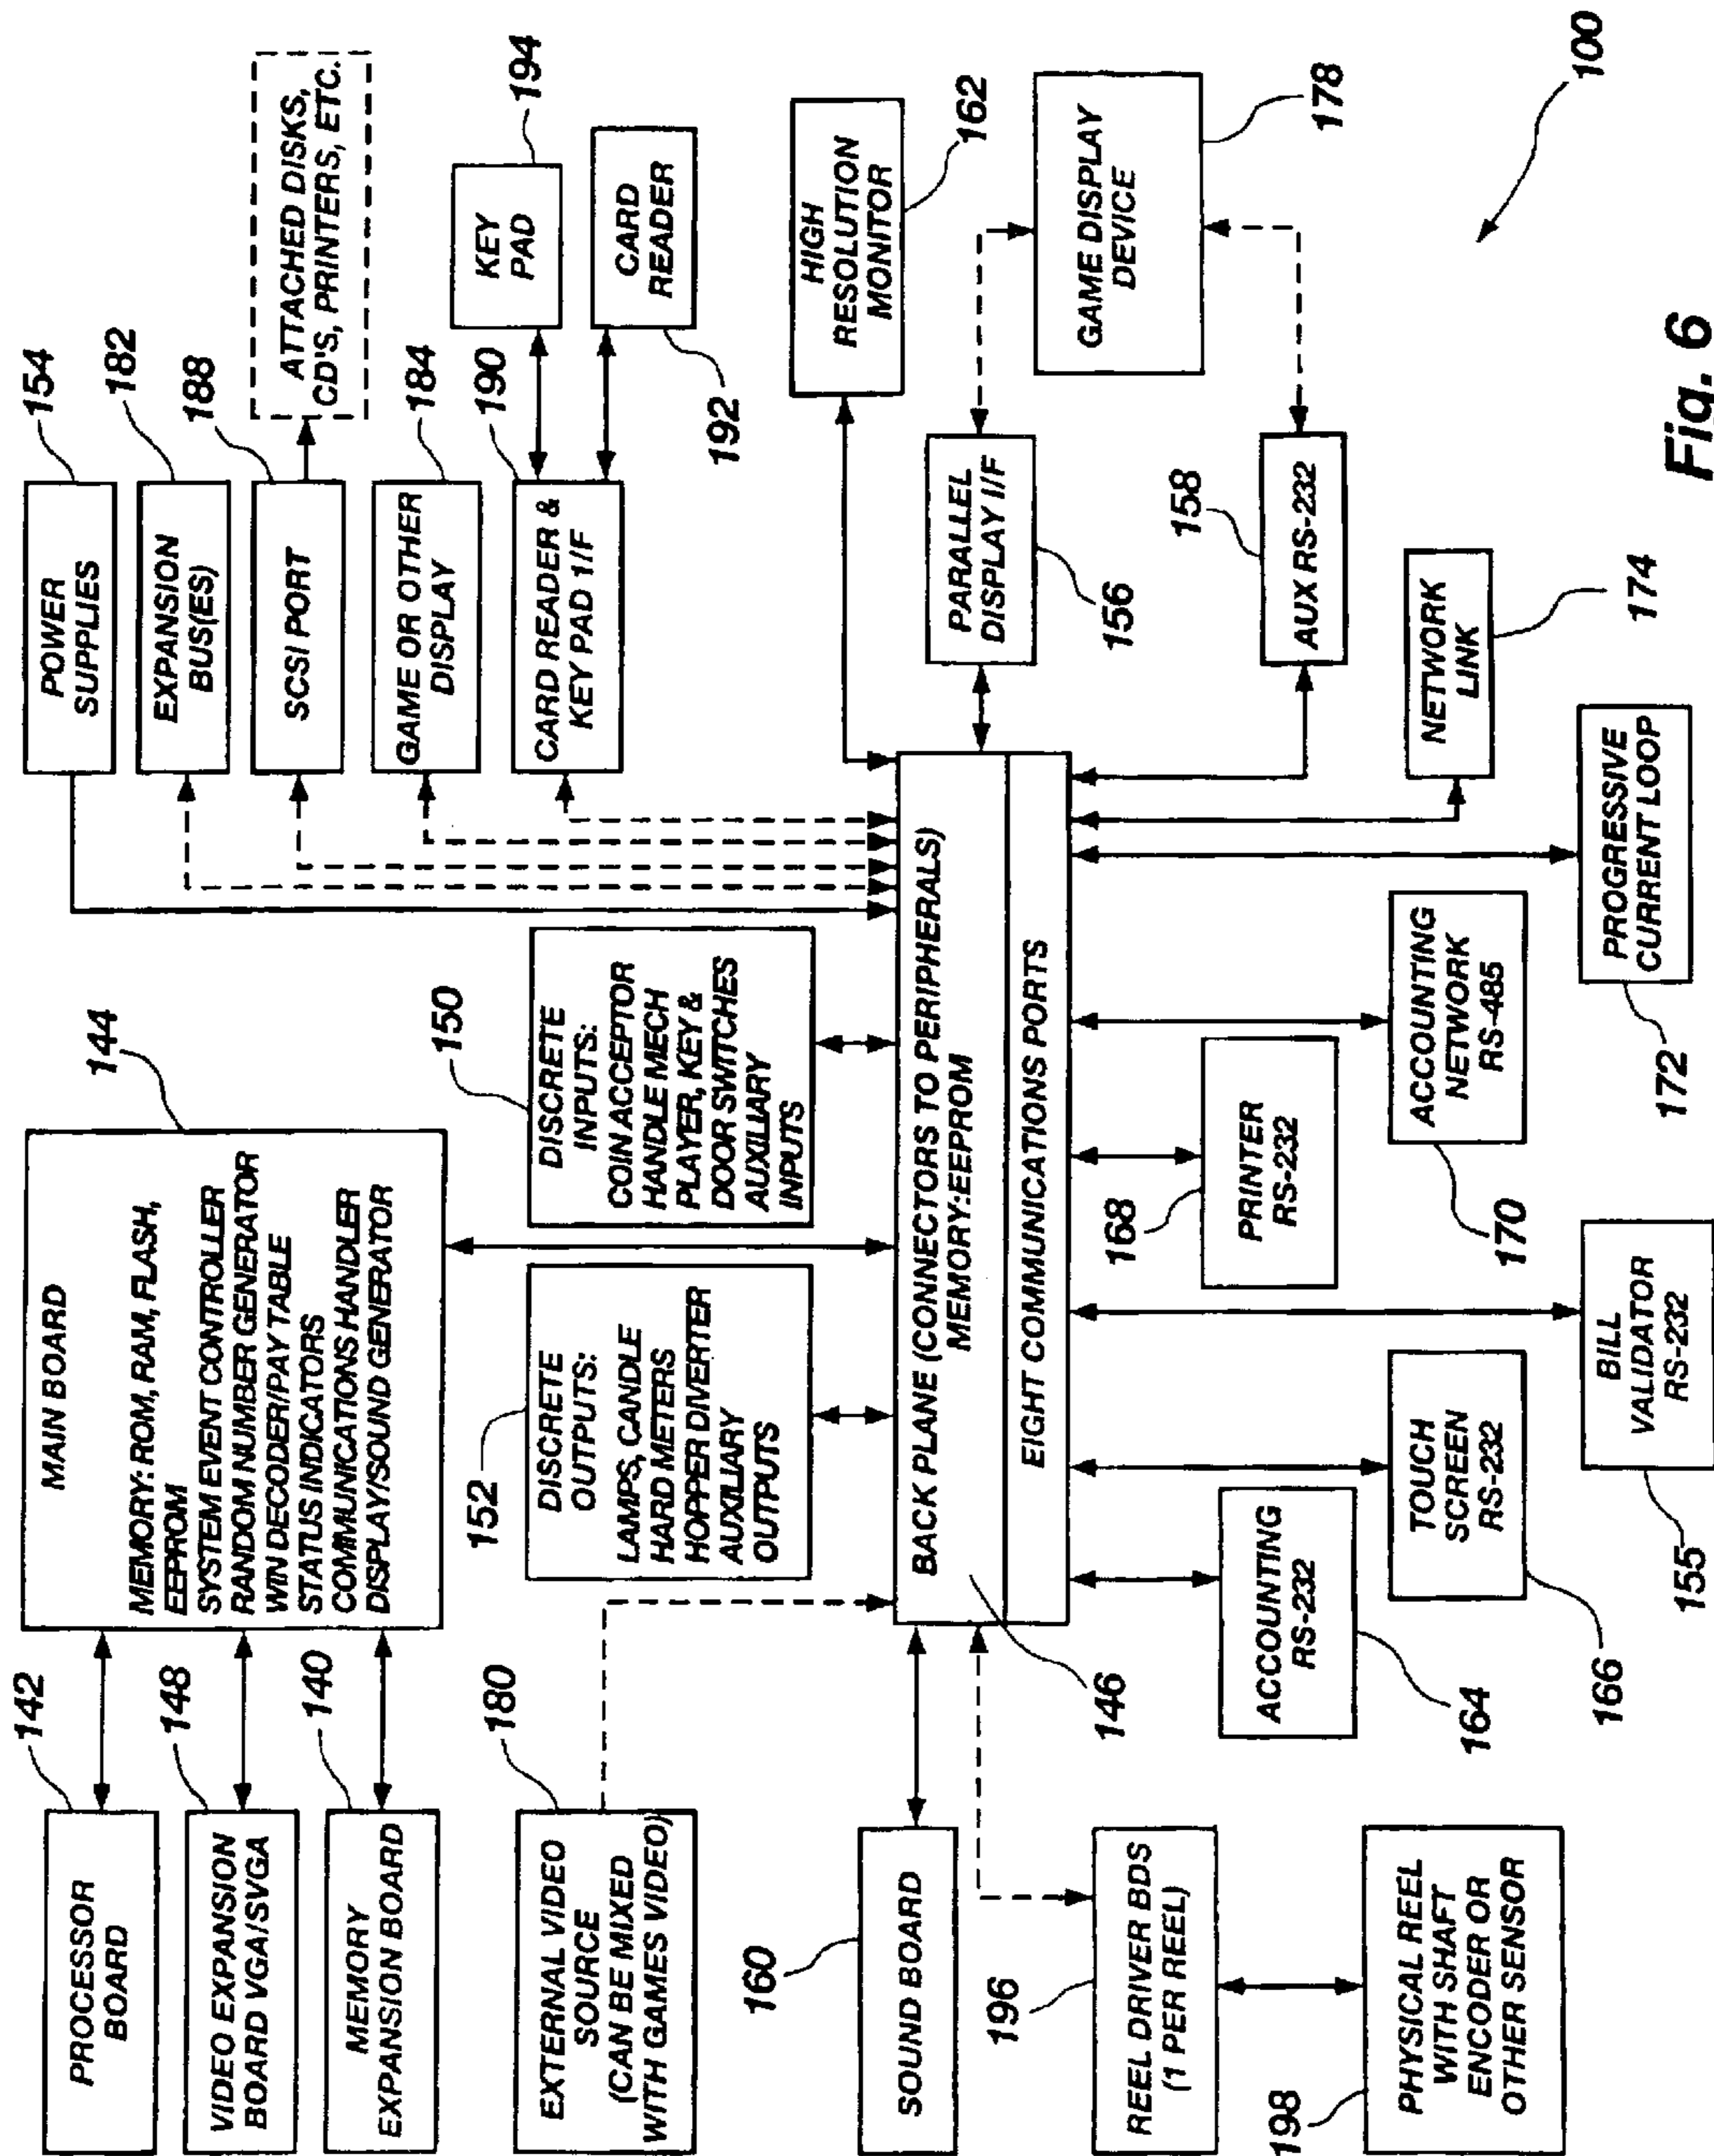 142
PROCESSOR
BOARD
148
VIDEO EXPANSION
BOARD VGA/SVGA
140
MEMORY
EXPANSION BOARD
180
EXTERNAL VIDEO
SOURCE
(CAN BE MIXED
WITH GAMES VIDEO)
160
SOUND BOARD
196
REEL DRIVER BDS
(1 PER REEL)
198
PHYSICAL REEL
WITH SHAFT
ENCODER OR
OTHER SENSOR
144
MAIN BOARD
MEMORY: ROM, RAM, FLASH,
EEPROM
SYSTEM EVENT CONTROLLER
RANDOM NUMBER GENERATOR
WIN DECODER/PAY TABLE
STATUS INDICATORS
COMMUNICATIONS HANDLER
DISPLAY/SOUND GENERATOR
152
DISCRETE
OUTPUTS:
LAMPS, CANDLE
HARD METERS
HOPPER DIVERTER
AUXILIARY
OUTPUTS
150
DISCRETE
INPUTS:
COIN ACCEPTOR
HANDLE MECH
PLAYER, KEY &
DOOR SWITCHES
AUXILIARY
INPUTS
BACK PLANE (CONNECTORS TO PERIPHERALS)
MEMORY:EEPROM
EIGHT COMMUNICATIONS PORTS
146
ACCOUNTING
RS-232
164
TOUCH
SCREEN
RS-232
166
BILL
VALIDATOR
RS-232
155
PRINTER
RS-232
168
ACCOUNTING
NETWORK
RS-485
170
PROGRESSIVE
CURRENT LOOP
172
NETWORK
LINK
174
POWER
SUPPLIES
154
EXPANSION
BUS(ES)
182
SCSI PORT
188
ATTACHED DISKS,
CD'S, PRINTERS, ETC.
GAME OR OTHER
DISPLAY
184
CARD READER &
KEY PAD 1/F
190
KEY
PAD
194
CARD
READER
192
HIGH
RESOLUTION
MONITOR
162
PARALLEL
DISPLAY I/F
156
AUX RS-232
158
GAME DISPLAY
DEVICE
178
100
Fig. 6